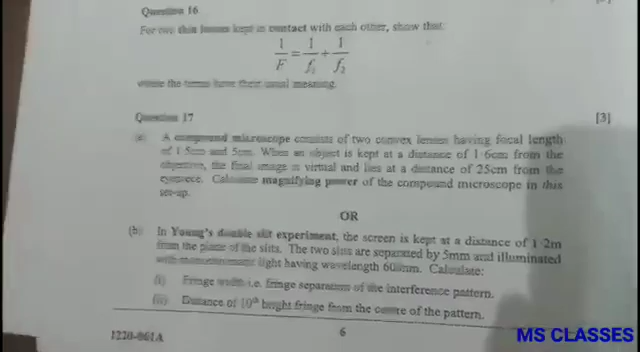 Question 16
For two thin lenses kept in contact with each other, show that:
1/F = 1/f₁ + 1/f₂
where the terms have their usual meaning.
Question 17 [3]
(a) A compound microscope consists of two convex lenses having focal length
of 1·5cm and 5cm. When an object is kept at a distance of 1·6cm from the
objective, the final image is virtual and lies at a distance of 25cm from the
eyepiece. Calculate magnifying power of the compound microscope in this
set-up.
OR
(b) In Young's double slit experiment, the screen is kept at a distance of 1·2m
from the plane of the slits. The two slits are separated by 5mm and illuminated
with monochromatic light having wavelength 600nm. Calculate:
(i) Fringe width i.e. fringe separation of the interference pattern.
(ii) Distance of 10th bright fringe from the centre of the pattern.
6
1220-861A
MS CLASSES